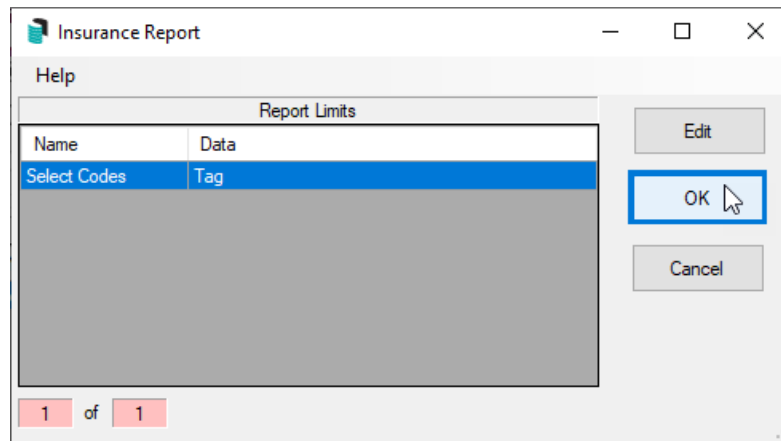 Insurance Report
Help
Report Limits
Name Data
Select Codes Tag
Edit
OK
Cancel
1 of 1